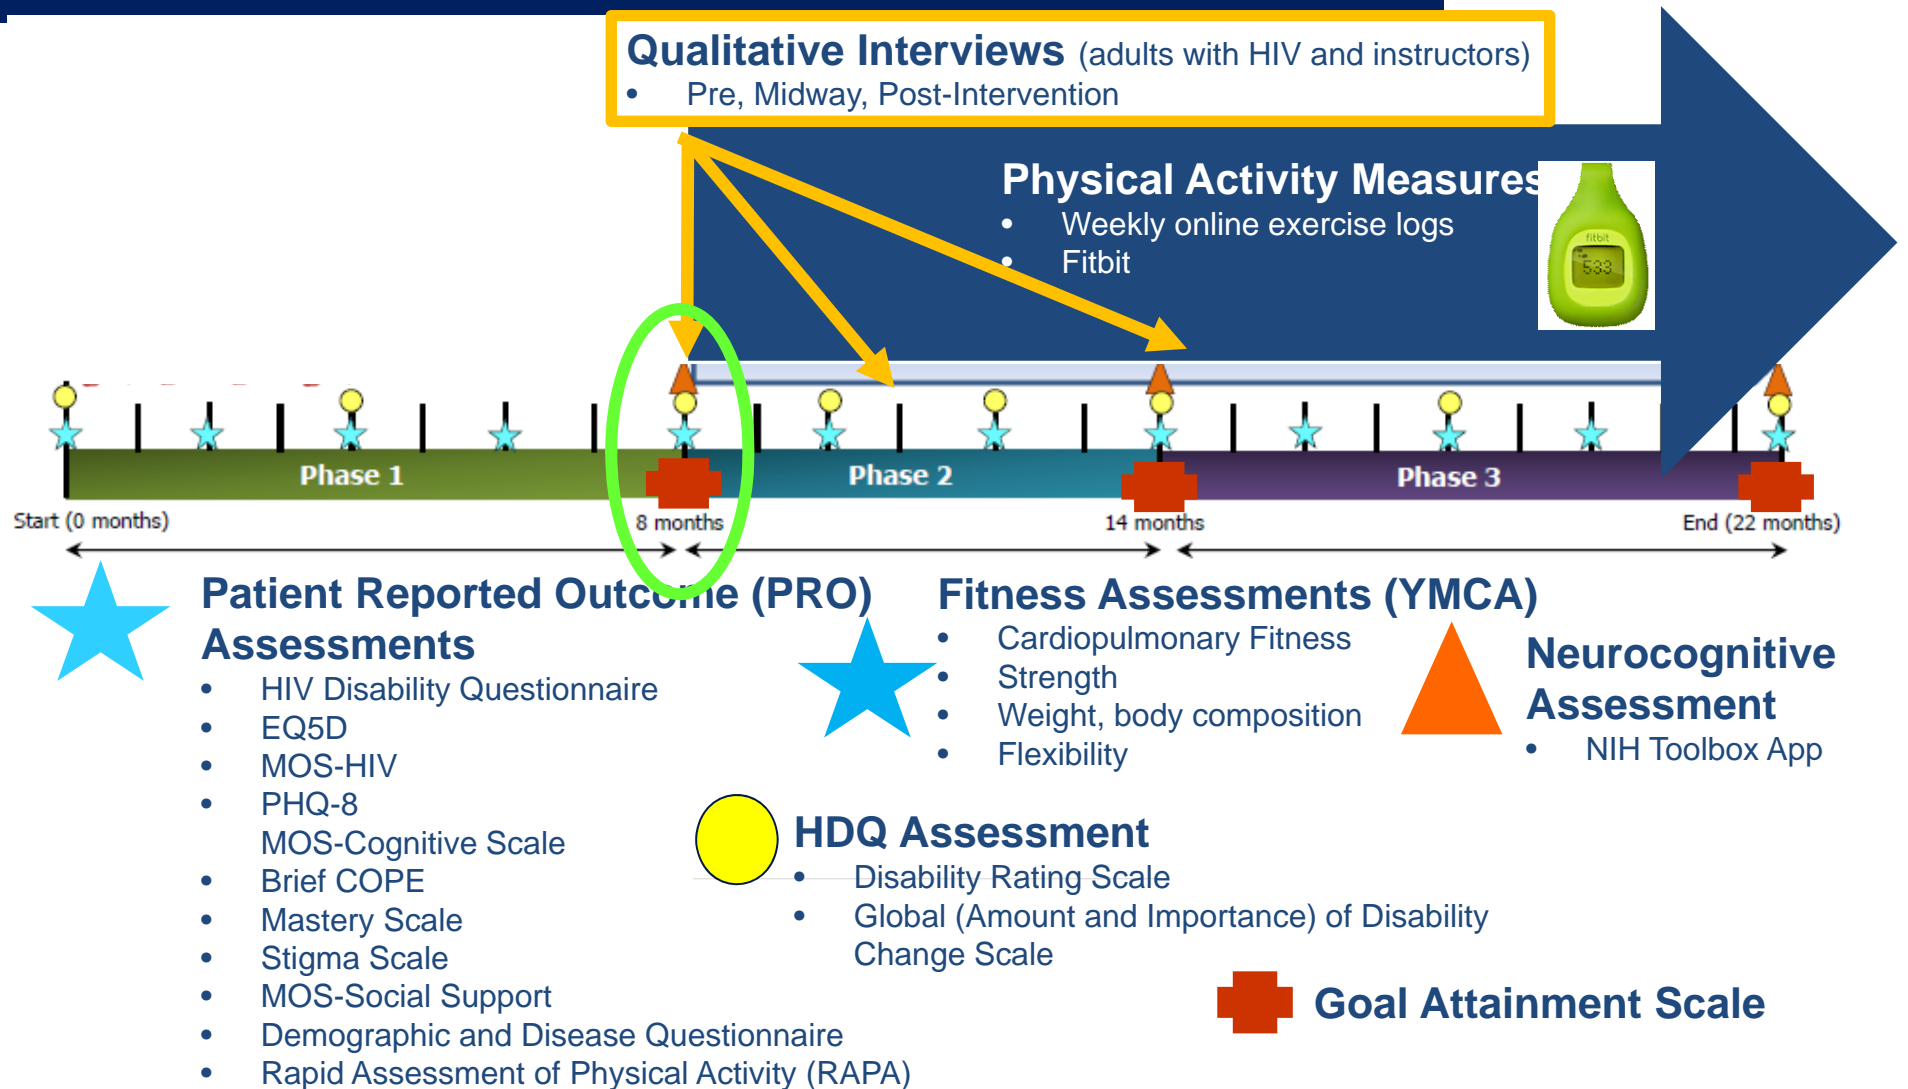 Qualitative Interviews (adults with HIV and instructors)
• Pre, Midway, Post-Intervention
Physical Activity Measures
• Weekly online exercise logs
• Fitbit
fitbit
533
Phase 1
Phase 2
Phase 3
Start (0 months)
8 months
14 months
End (22 months)
Patient Reported Outcome (PRO)
Assessments
• HIV Disability Questionnaire
• EQ5D
• MOS-HIV
• PHQ-8
MOS-Cognitive Scale
• Brief COPE
• Mastery Scale
• Stigma Scale
• MOS-Social Support
• Demographic and Disease Questionnaire
• Rapid Assessment of Physical Activity (RAPA)
Fitness Assessments (YMCA)
• Cardiopulmonary Fitness
• Strength
• Weight, body composition
• Flexibility
Neurocognitive
Assessment
• NIH Toolbox App
HDQ Assessment
• Disability Rating Scale
• Global (Amount and Importance) of Disability
Change Scale
Goal Attainment Scale